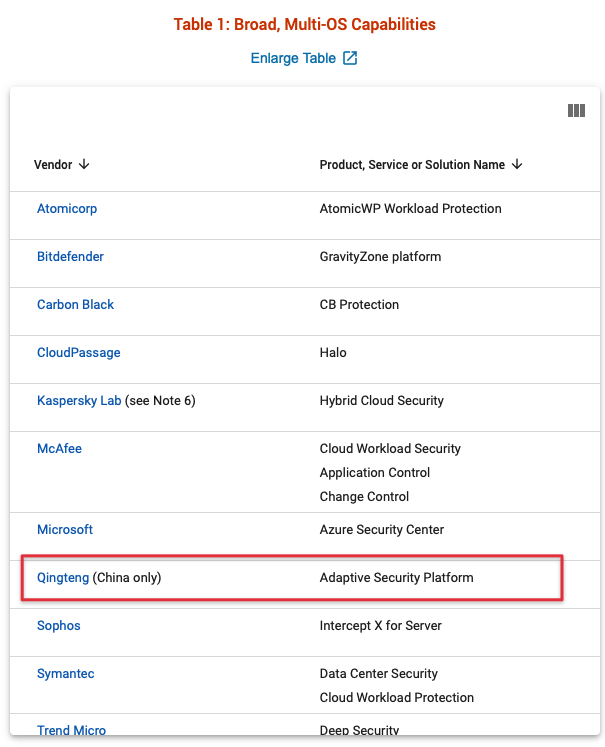 Table 1: Broad, Multi-OS Capabilities
Enlarge Table
Vendor Product, Service or Solution Name
Atomicorp AtomicWP Workload Protection
Bitdefender GravityZone platform
Carbon Black CB Protection
CloudPassage Halo
Kaspersky Lab (see Note 6) Hybrid Cloud Security
McAfee Cloud Workload Security
Application Control
Change Control
Microsoft Azure Security Center
Qingteng (China only) Adaptive Security Platform
Sophos Intercept X for Server
Symantec Data Center Security
Cloud Workload Protection
Trend Micro Deep Security